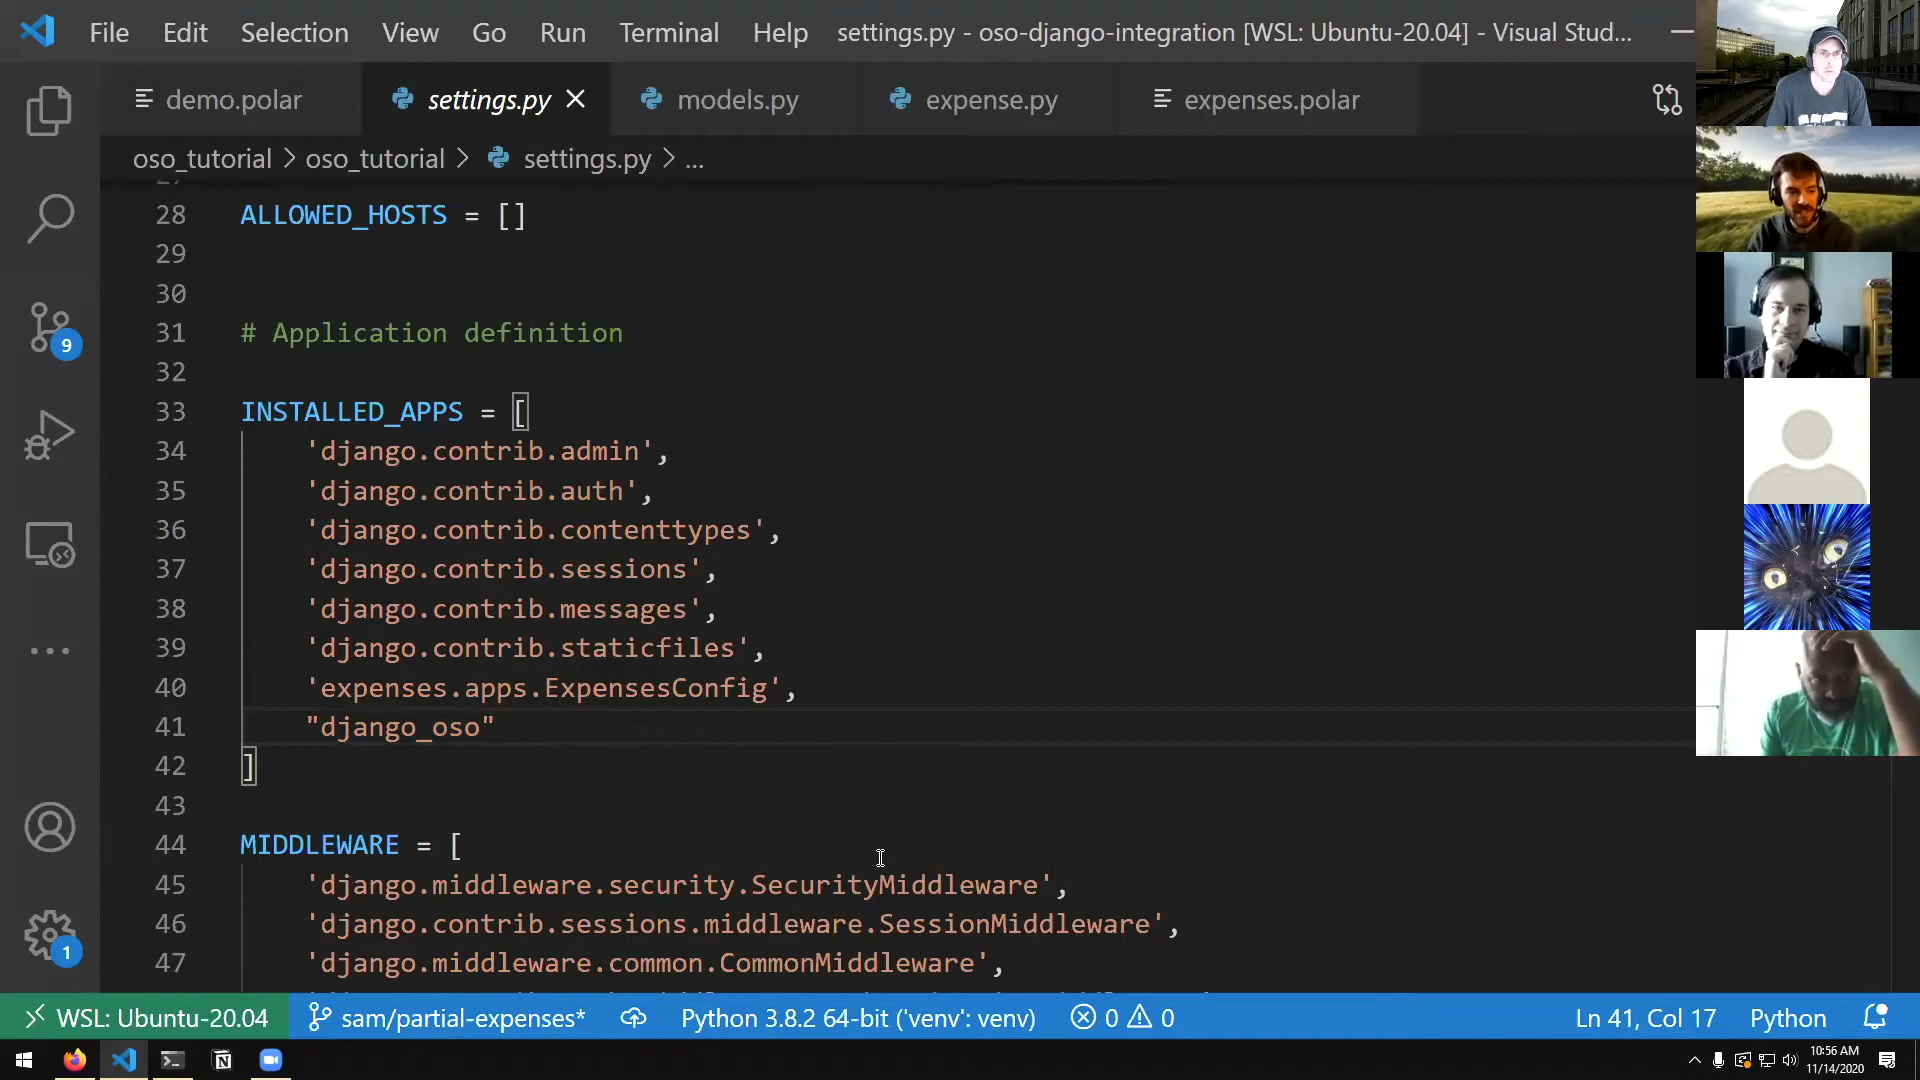 File Edit Selection View Go Run Terminal Help settings.py - oso-django-integration [WSL: Ubuntu-20.04] - Visual Stud...
demo.polar settings.py models.py expense.py expenses.polar
oso_tutorial > oso_tutorial > settings.py > ...
28 ALLOWED_HOSTS = []
29
30
31 # Application definition
32
33 INSTALLED_APPS = [
34 'django.contrib.admin',
35 'django.contrib.auth',
36 'django.contrib.contenttypes',
37 'django.contrib.sessions',
38 'django.contrib.messages',
39 'django.contrib.staticfiles',
40 'expenses.apps.ExpensesConfig',
41 "django_oso"
42 ]
43
44 MIDDLEWARE = [
45 'django.middleware.security.SecurityMiddleware',
46 'django.contrib.sessions.middleware.SessionMiddleware',
47 'django.middleware.common.CommonMiddleware',
9
1
WSL: Ubuntu-20.04 sam/partial-expenses* Python 3.8.2 64-bit ('venv': venv) 0 0 Ln 41, Col 17 Python
10:56 AM
11/14/2020